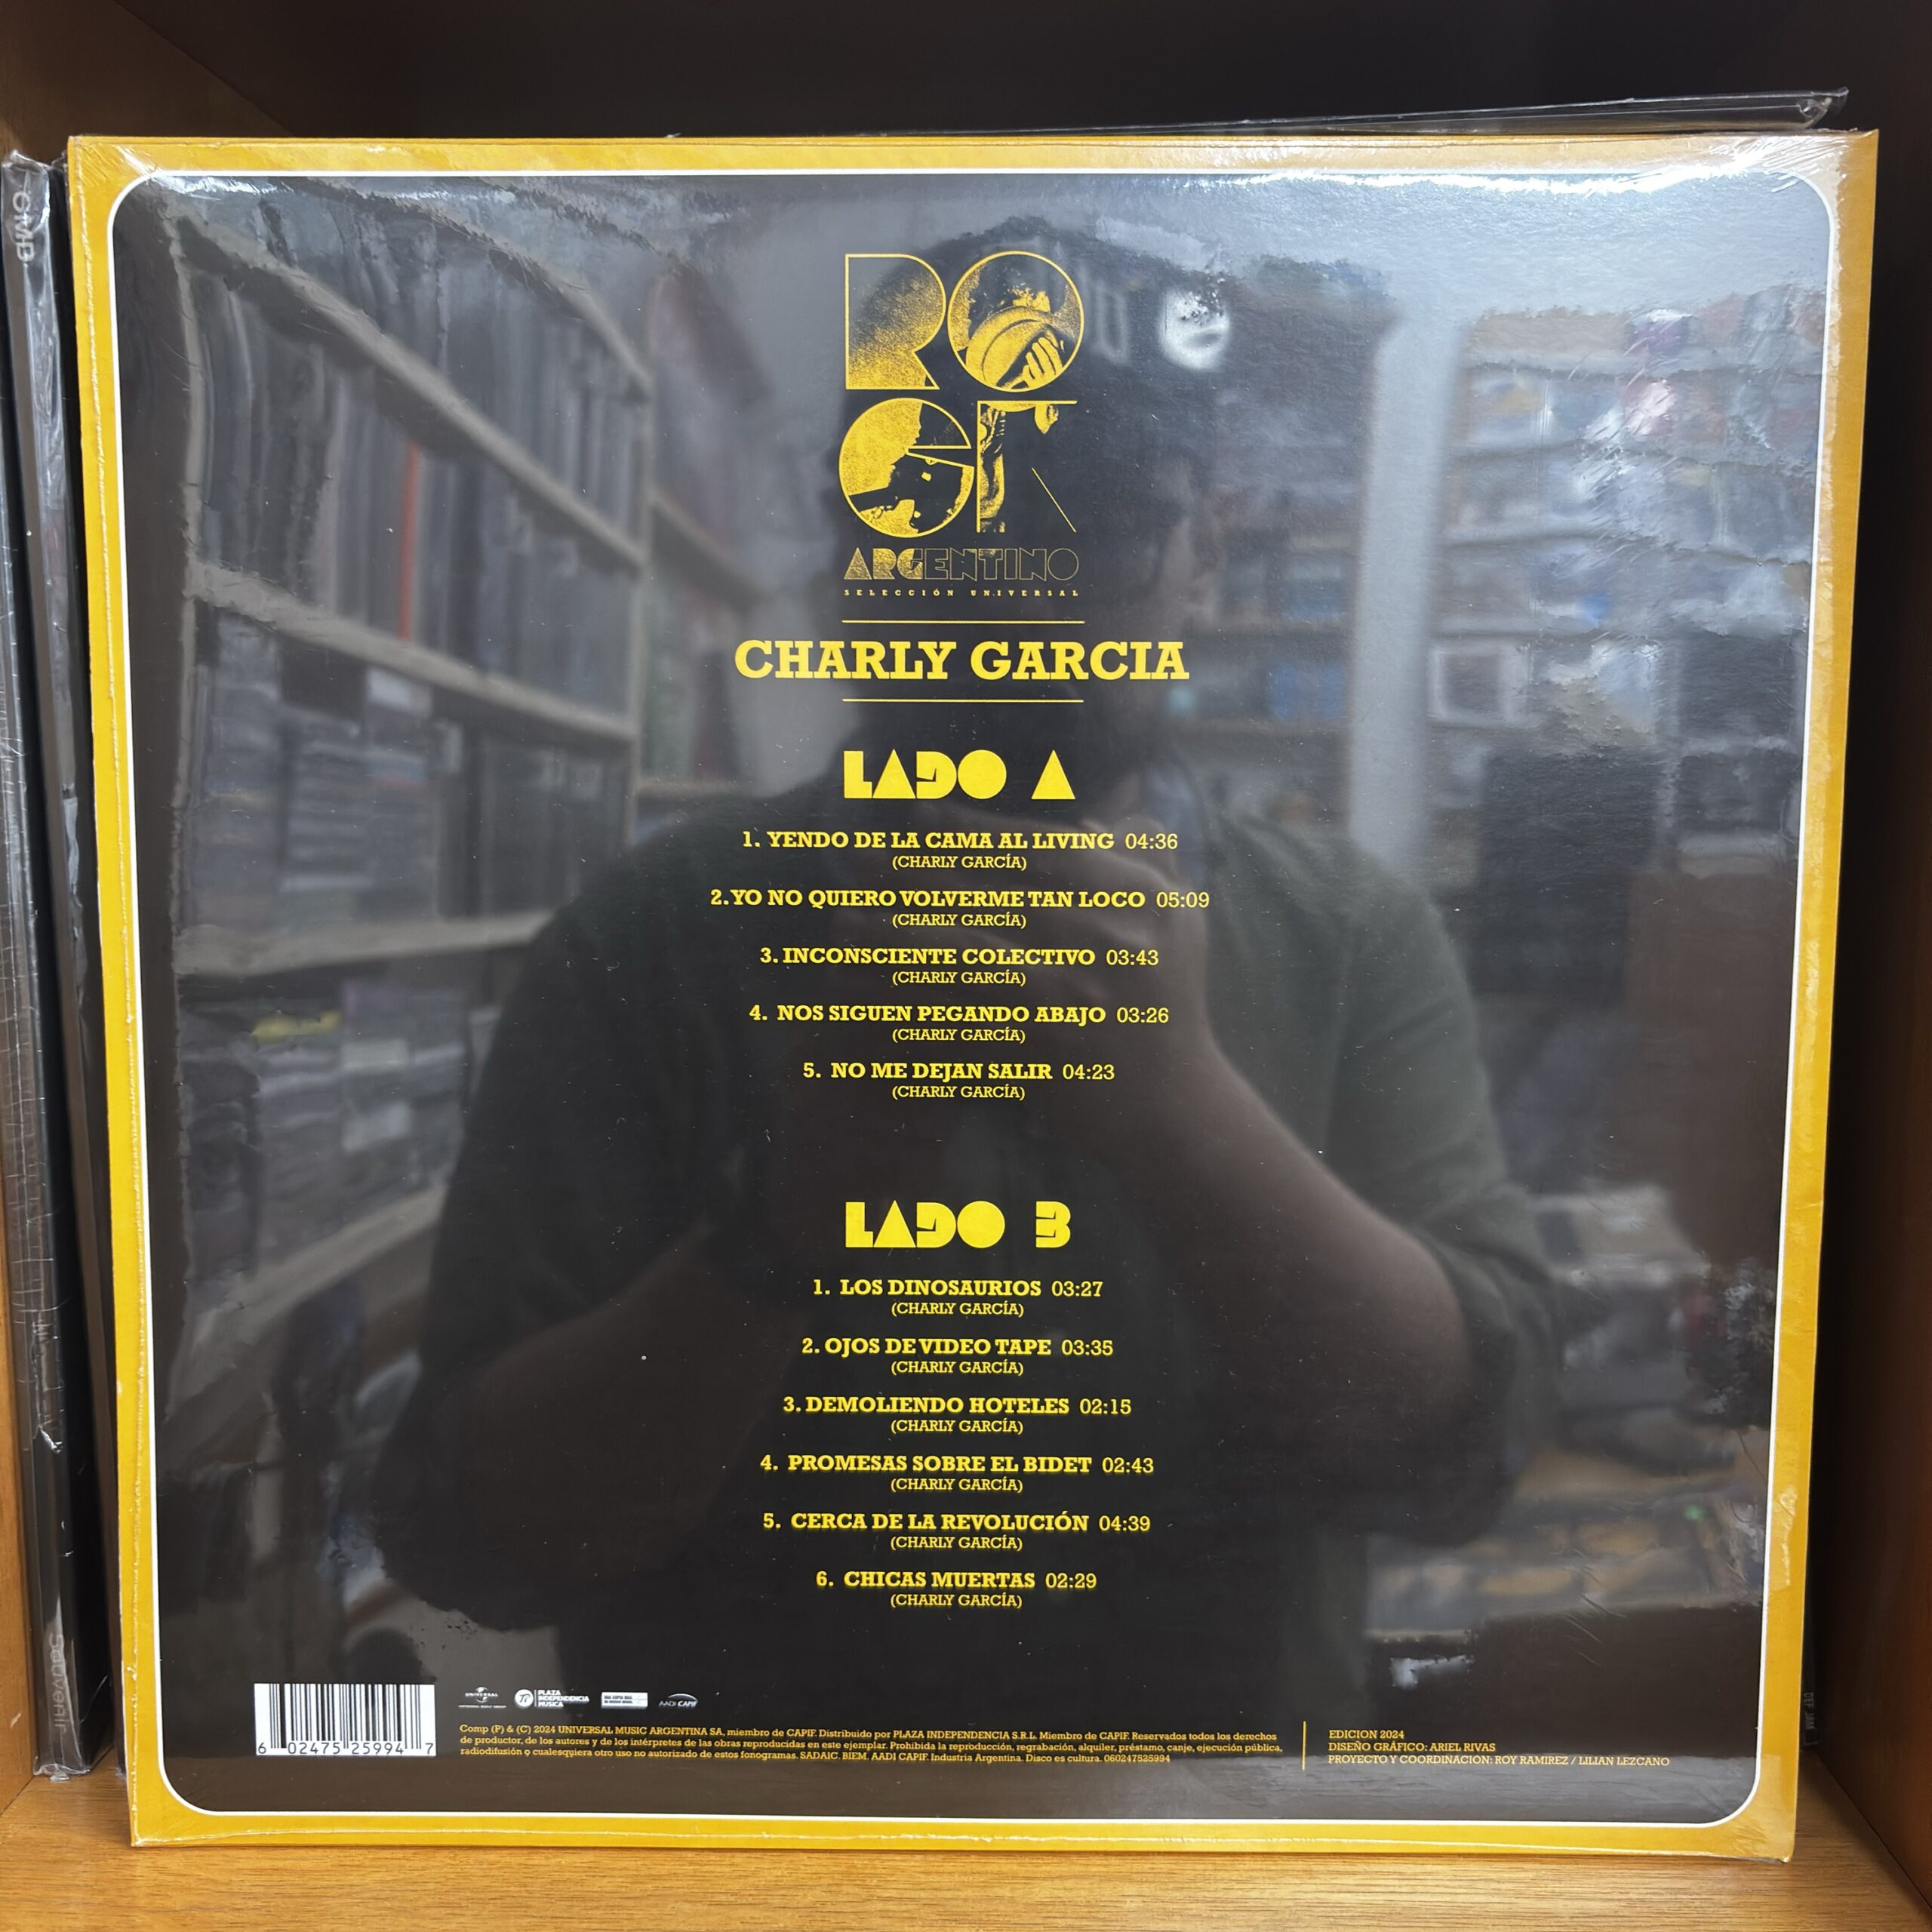 ROCK
ARGENTINO
SELECCIÓN UNIVERSAL
CHARLY GARCIA
LADO A
1. YENDO DE LA CAMA AL LIVING 04:36
(CHARLY GARCÍA)
2. YO NO QUIERO VOLVERME TAN LOCO 05:09
(CHARLY GARCÍA)
3. INCONSCIENTE COLECTIVO 03:43
(CHARLY GARCÍA)
4. NOS SIGUEN PEGANDO ABAJO 03:26
(CHARLY GARCÍA)
5. NO ME DEJAN SALIR 04:23
(CHARLY GARCÍA)
LADO B
1. LOS DINOSAURIOS 03:27
(CHARLY GARCÍA)
2. OJOS DE VIDEO TAPE 03:35
(CHARLY GARCÍA)
3. DEMOLIENDO HOTELES 02:15
(CHARLY GARCÍA)
4. PROMESAS SOBRE EL BIDET 02:43
(CHARLY GARCÍA)
5. CERCA DE LA REVOLUCIÓN 04:39
(CHARLY GARCÍA)
6. CHICAS MUERTAS 02:29
(CHARLY GARCÍA)
6 02475 25994 7
UNIVERSAL
PLAZA
INDEPENDENCIA
MUSICA
AADI CAPIF
Comp (P) & (C) 2024 UNIVERSAL MUSIC ARGENTINA SA, miembro de CAPIF. Distribuido por PLAZA INDEPENDENCIA S.R.L. Miembro de CAPIF. Reservados todos los derechos
de productor, de los autores y de los intérpretes de las obras reproducidas en este ejemplar. Prohibida la reproducción, regrabación, alquiler, préstamo, canje, ejecución pública,
radiodifusión o cualesquiera otro uso no autorizado de estos fonogramas. SADAIC. BIEM. AADI CAPIF. Industria Argentina. Disco es cultura. 060247525994
EDICION 2024
DISEÑO GRÁFICO: ARIEL RIVAS
PROYECTO Y COORDINACION: ROY RAMIREZ / LILIAN LEZCANO
Sauvenir